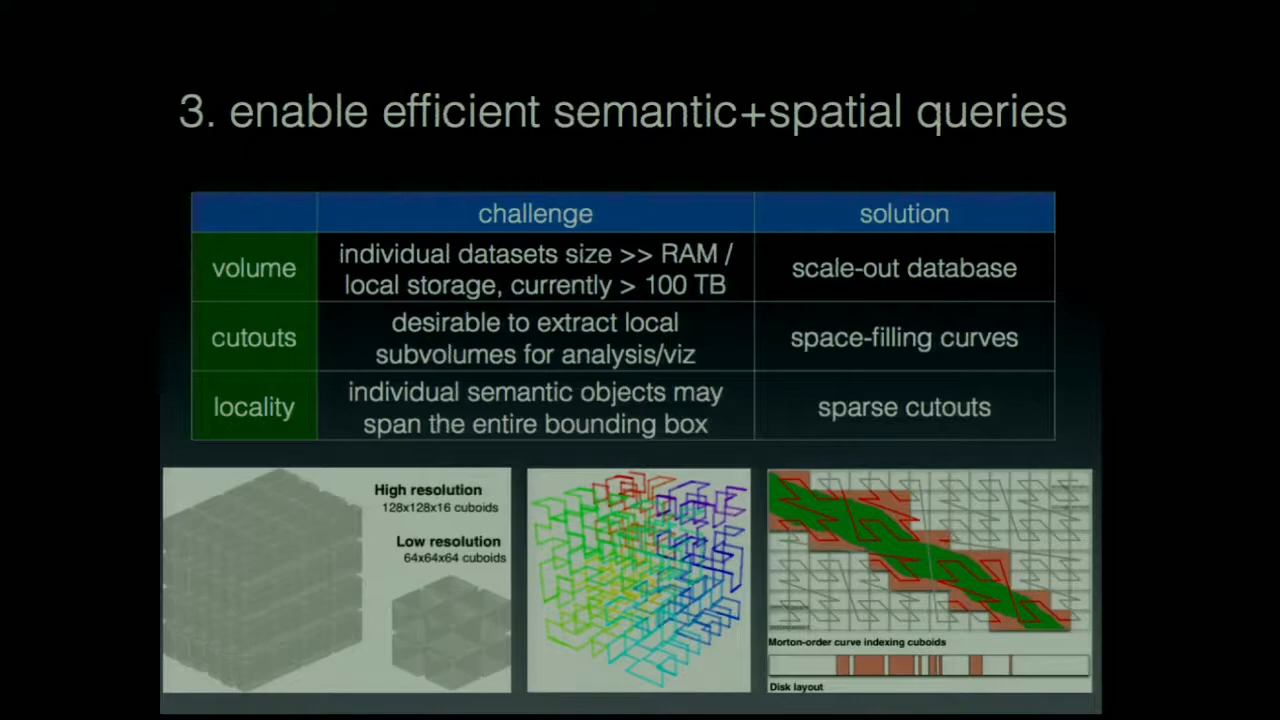 3. enable efficient semantic+spatial queries
challenge
solution
volume
individual datasets size >> RAM /
local storage, currently > 100 TB
scale-out database
cutouts
desirable to extract local
subvolumes for analysis/viz
space-filling curves
locality
individual semantic objects may
span the entire bounding box
sparse cutouts
High resolution
128x128x16 cuboids
Low resolution
64x64x64 cuboids
Morton-order curve indexing cuboids
Disk layout